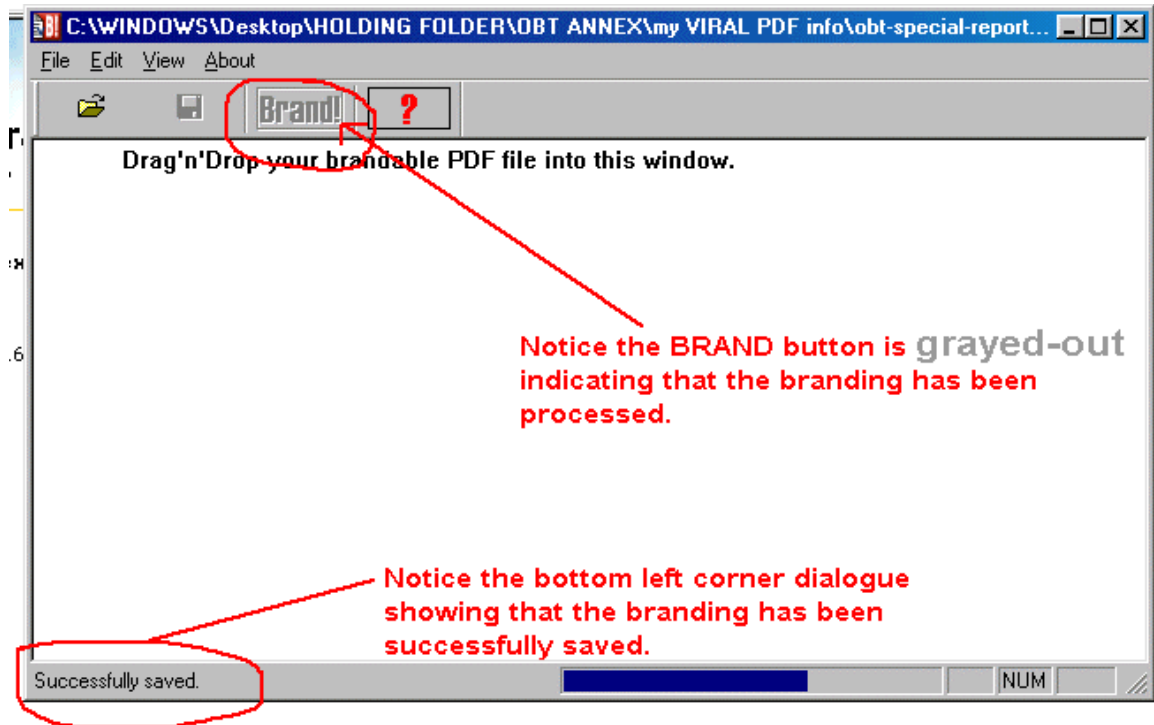 B! C:\WINDOWS\Desktop\HOLDING FOLDER\OBT ANNEX\my VIRAL PDF info\obt-special-report...
File Edit View About
Brand! ?
r.
Drag'n'Drop your brandable PDF file into this window.
.6
Notice the BRAND button is grayed-out
indicating that the branding has been
processed.
Notice the bottom left corner dialogue
showing that the branding has been
successfully saved.
Successfully saved. NUM